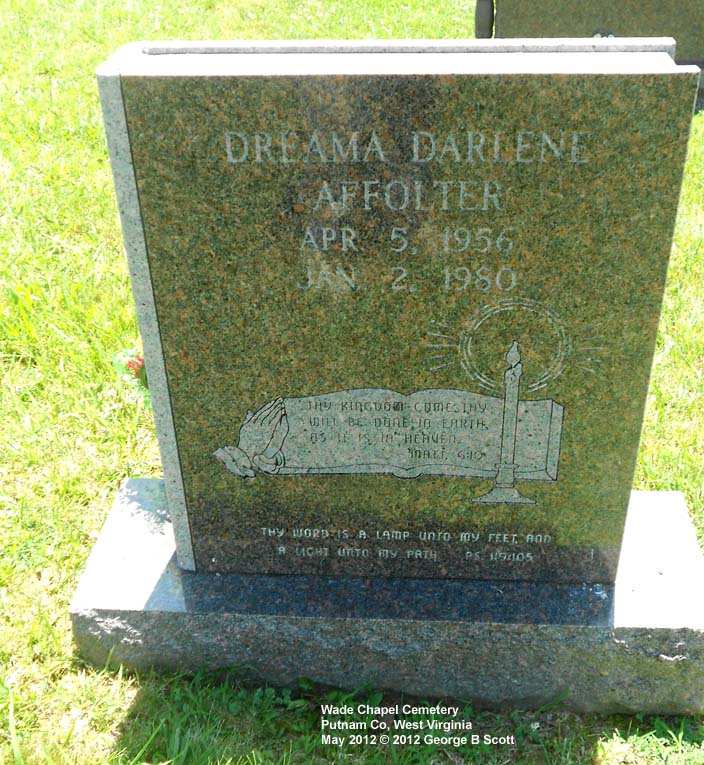 DREAMA DARLENE
AFFOLTER
APR 5, 1956
JAN 2, 1980
THY KINGDOM COME, THY
WILL BE DONE IN EARTH,
AS IT IS IN HEAVEN.
MATT. 6:10
THY WORD IS A LAMP UNTO MY FEET, AND
A LIGHT UNTO MY PATH. PS. 119:105
Wade Chapel Cemetery
Putnam Co, West Virginia
May 2012 © 2012 George B Scott